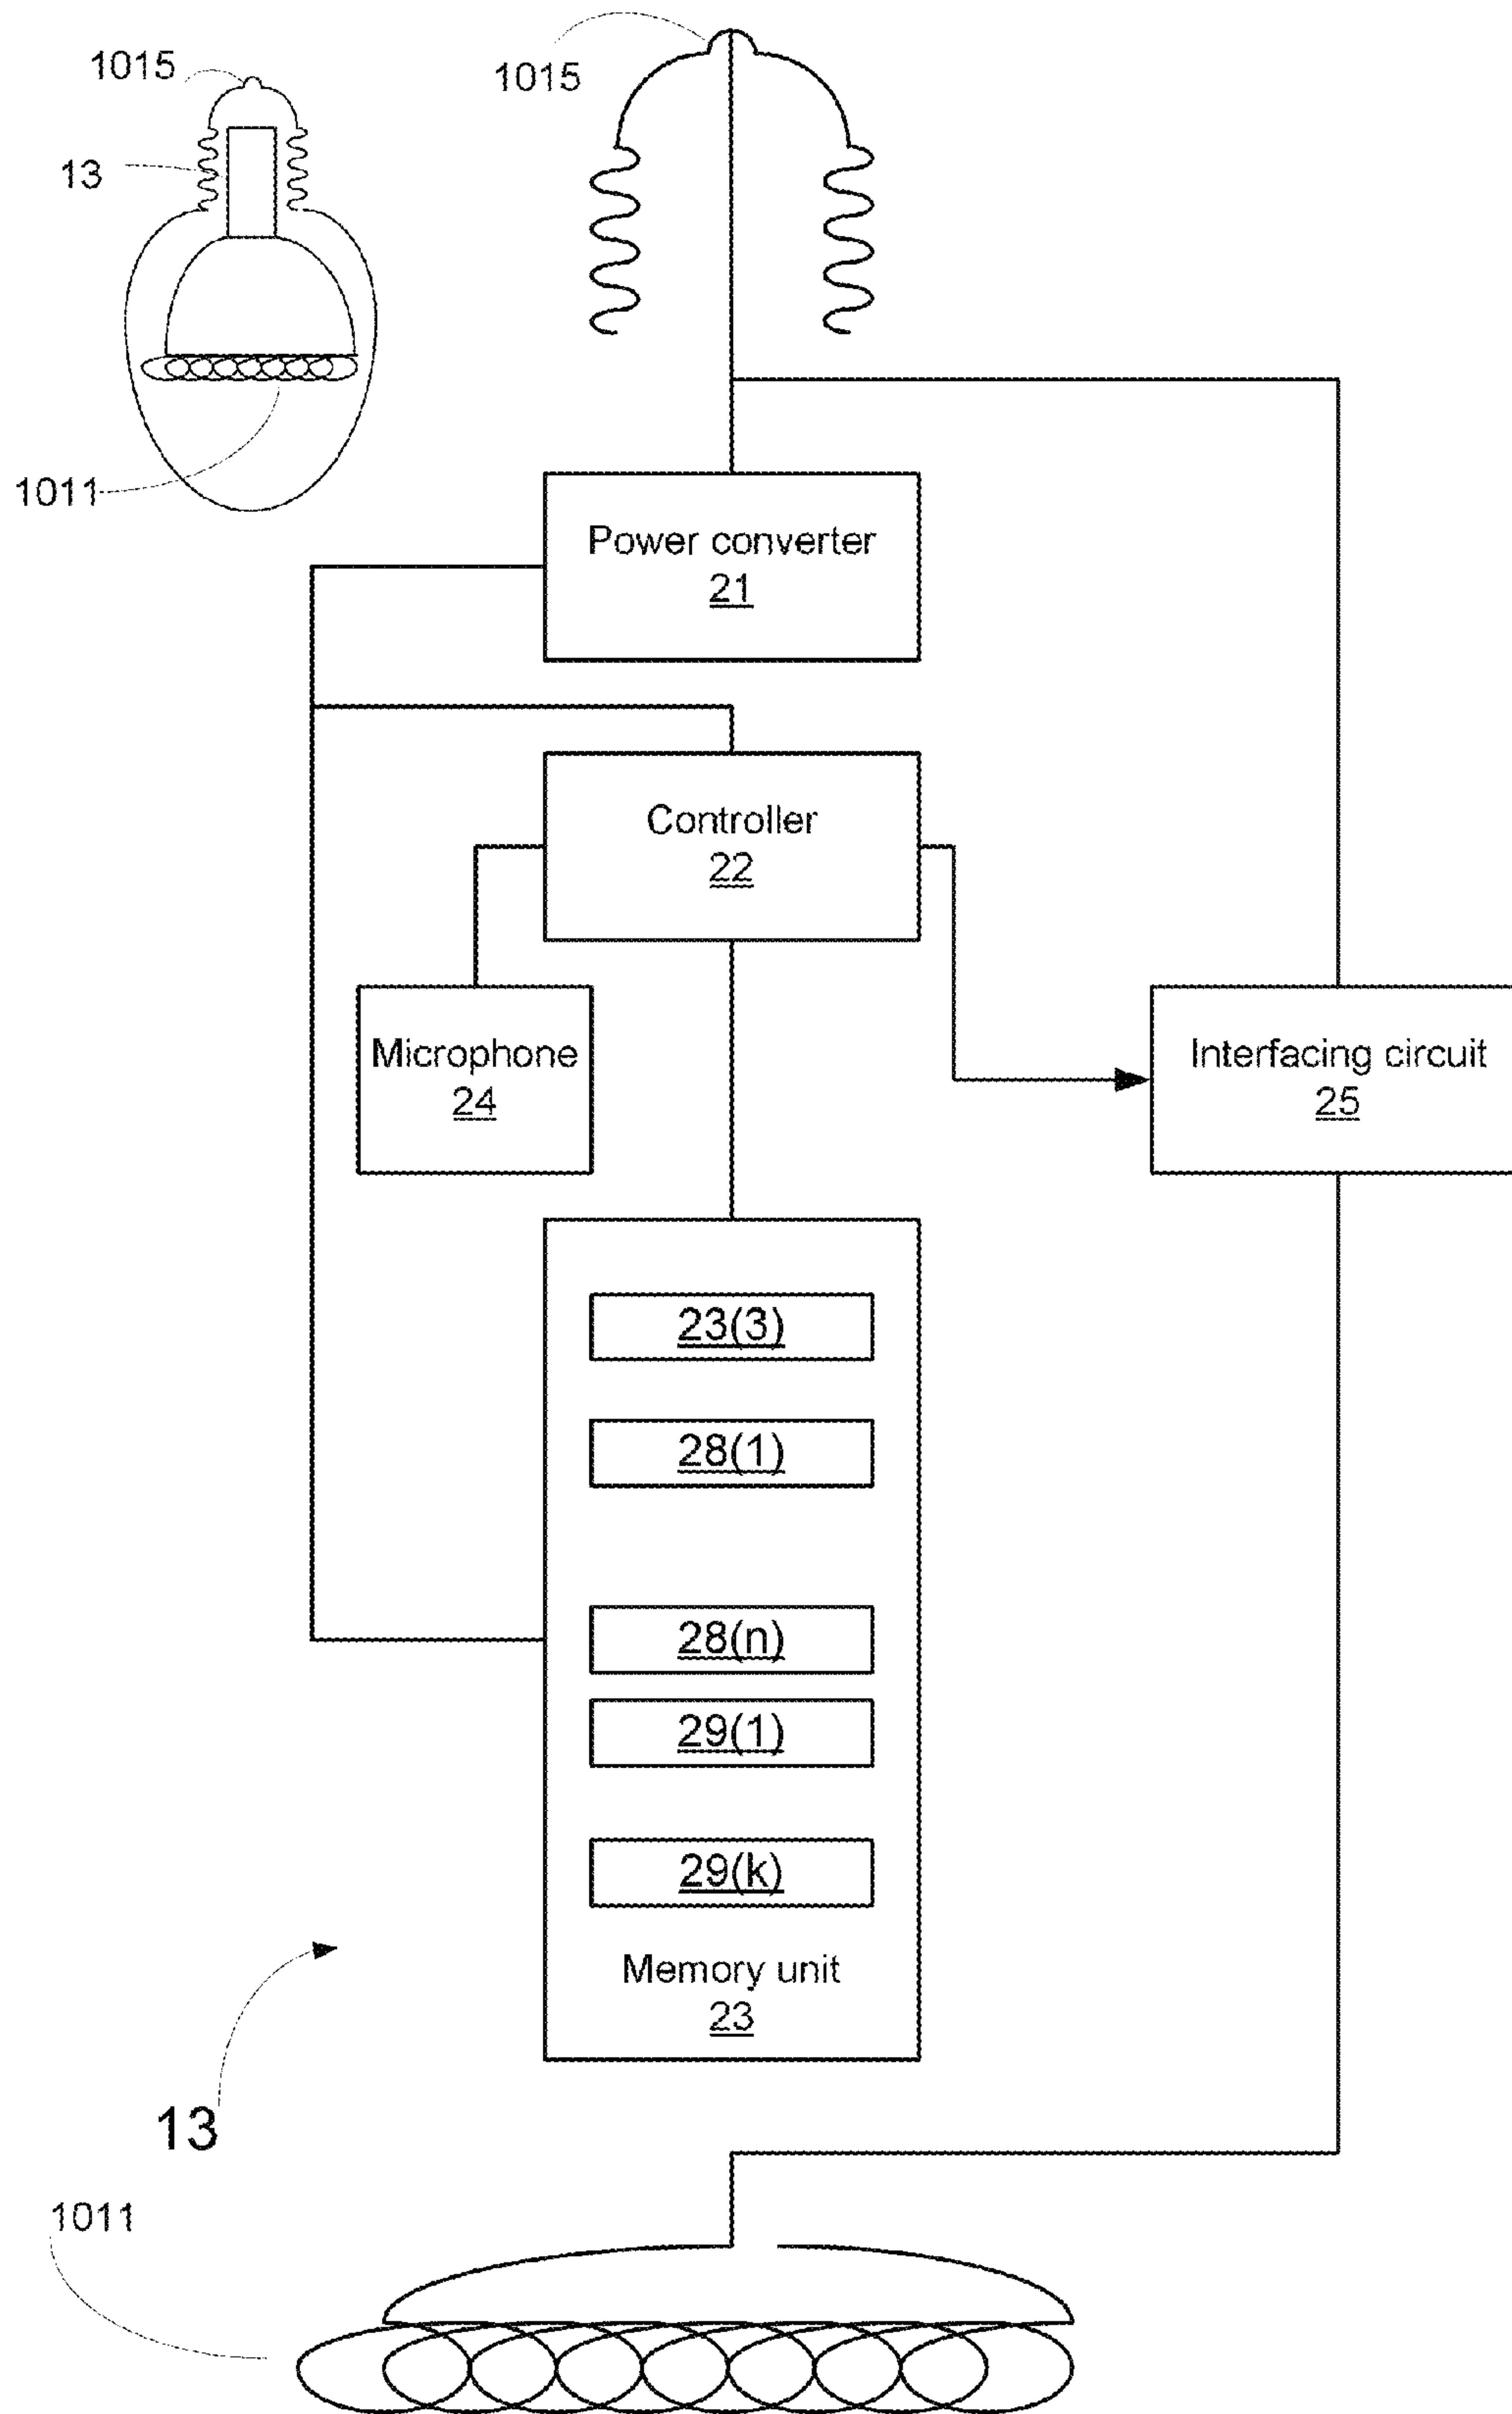 1015
1015
13
1011
Power converter
21
Controller
22
Microphone
24
Interfacing circuit
25
23(3)
28(1)
28(n)
29(1)
29(k)
Memory unit
23
13
1011